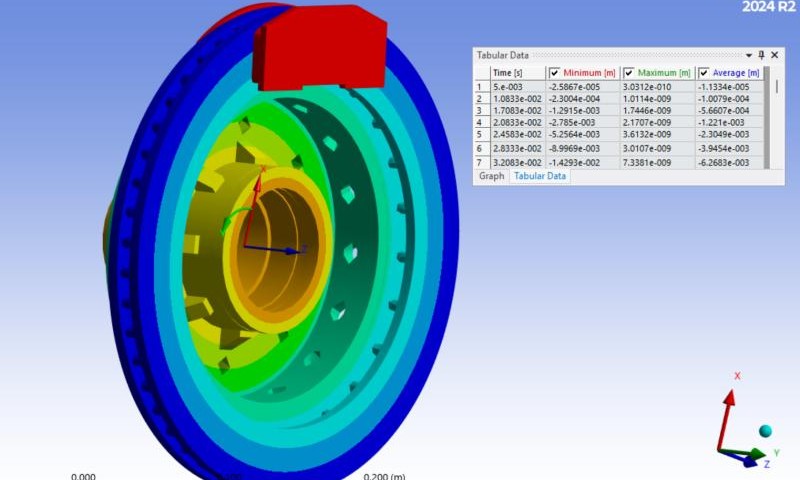 2024 R2
Tabular Data
Time [s] Minimum [m] Maximum [m] Average [m]
1 5.e-003 -2.5867e-005 3.0312e-010 -1.1334e-005
2 1.0833e-002 -2.3004e-004 1.0114e-009 -1.0079e-004
3 1.7083e-002 -1.2915e-003 1.7446e-009 -5.6607e-004
4 2.0833e-002 -2.785e-003 2.1707e-009 -1.221e-003
5 2.4583e-002 -5.2564e-003 3.6132e-009 -2.3049e-003
6 2.8333e-002 -8.9969e-003 3.0107e-009 -3.9454e-003
7 3.2083e-002 -1.4293e-002 7.3381e-009 -6.2683e-003
Graph Tabular Data
X
X
Y
Z
0.000 0.200 (m)